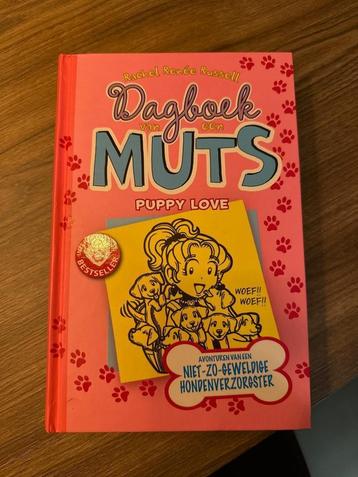 Rachel Renée Russell
Dagboek
van een
MUTS
PUPPY LOVE
BESTSELLER
WOEF!!
WOEF!!
AVONTUREN VAN EEN
NIET-ZO-GEWELDIGE
HONDENVERZORGSTER